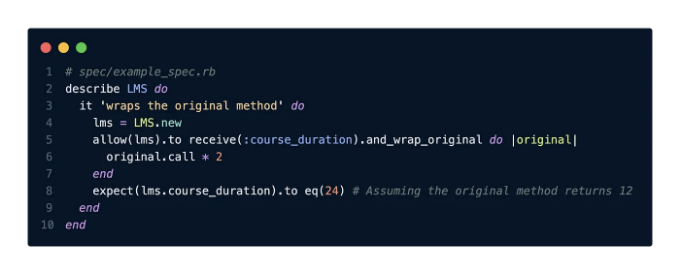 1 # spec/example_spec.rb
2 describe LMS do
3 it 'wraps the original method' do
4 lms = LMS.new
5 allow(lms).to receive(:course_duration).and_wrap_original do |original|
6 original.call * 2
7 end
8 expect(lms.course_duration).to eq(24) # Assuming the original method returns 12
9 end
10 end